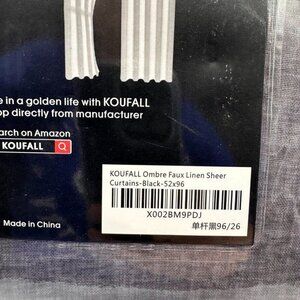 e in a golden life with KOUFALL
op directly from manufacturer
arch on Amazon
KOUFALL
KOUFALL Ombre Faux Linen Sheer
Curtains-Black-52x96
X002BM9PDJ
Made in China
单杆黑96/26